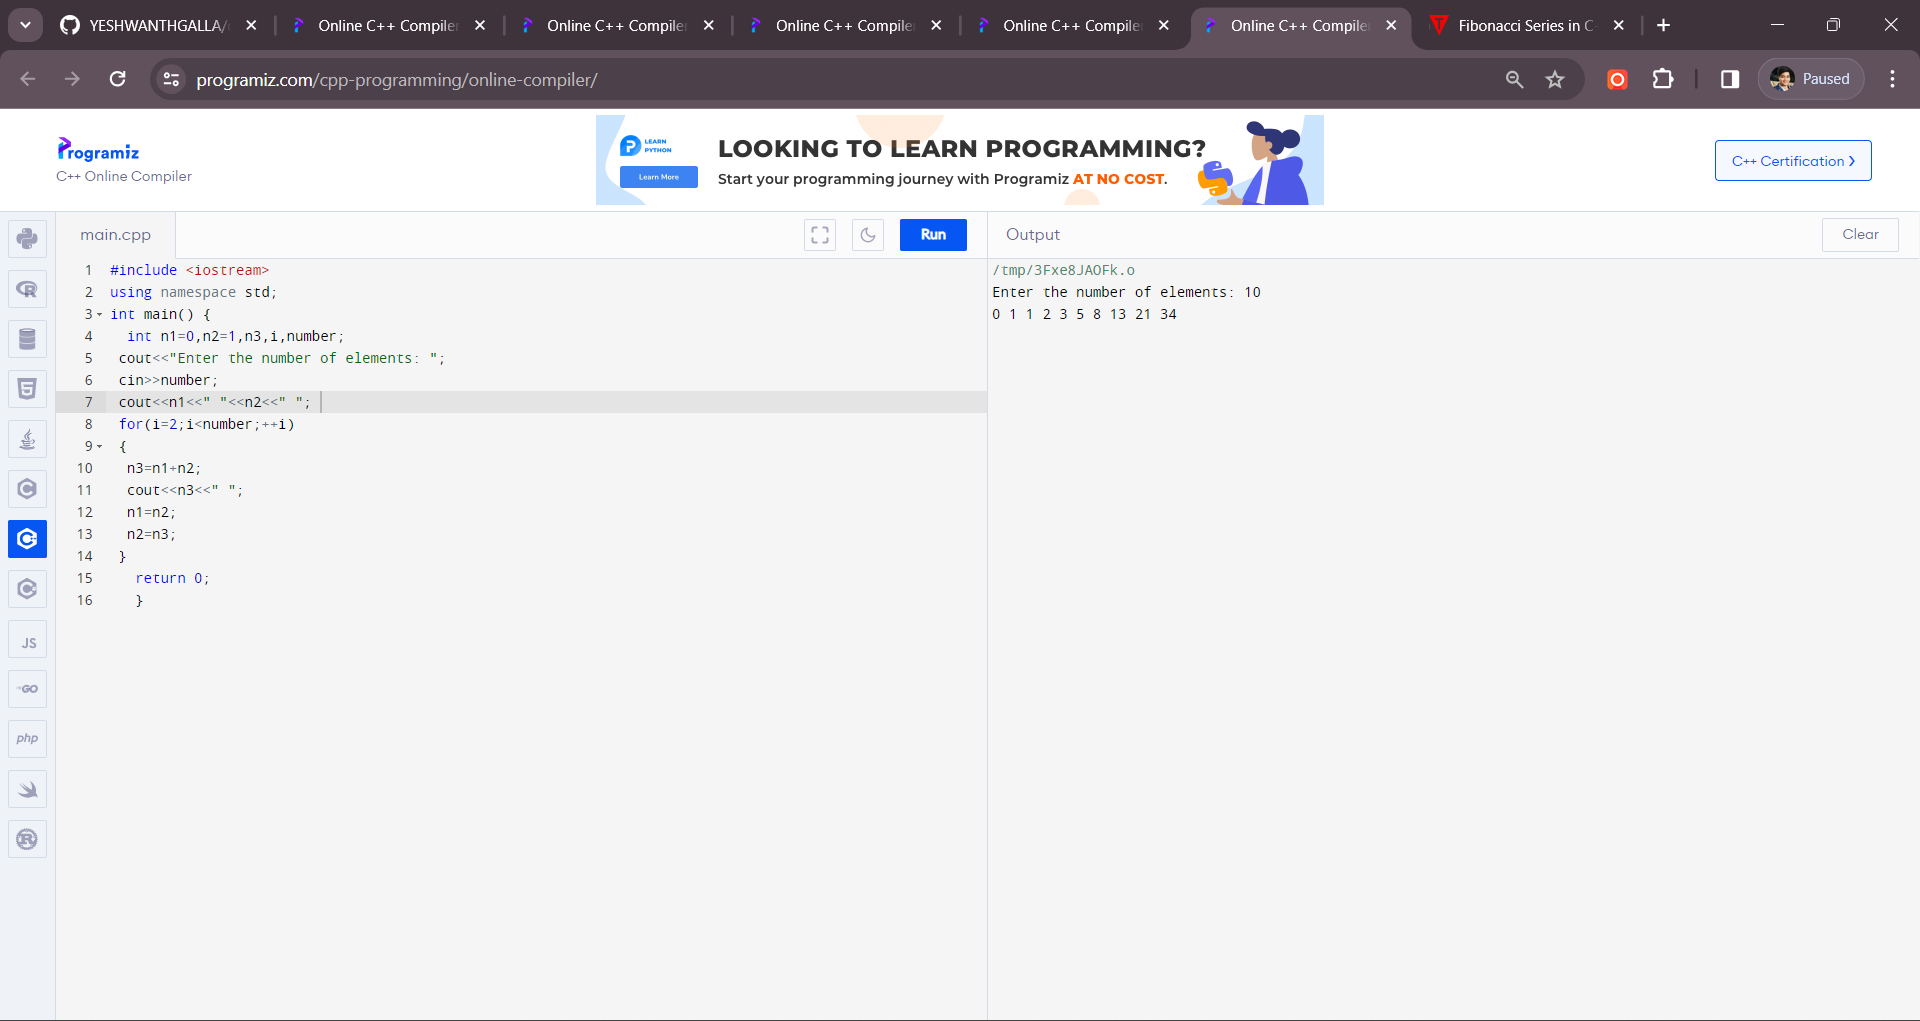 YESHWANTHGALLA/
Online C++ Compiler
Online C++ Compiler
Online C++ Compiler
Online C++ Compiler
Online C++ Compiler
Fibonacci Series in C
programiz.com/cpp-programming/online-compiler/
Paused
Programiz
C++ Online Compiler
LEARN
PYTHON
Learn More
LOOKING TO LEARN PROGRAMMING?
Start your programming journey with Programiz AT NO COST.
C++ Certification
main.cpp
Run
Output
Clear
1 #include <iostream>
2 using namespace std;
3 int main() {
4 int n1=0,n2=1,n3,i,number;
5 cout<<"Enter the number of elements: ";
6 cin>>number;
7 cout<<n1<<" "<<n2<<" ";
8 for(i=2;i<number;++i)
9 {
10 n3=n1+n2;
11 cout<<n3<<" ";
12 n1=n2;
13 n2=n3;
14 }
15 return 0;
16 }
/tmp/3Fxe8JAOFk.o
Enter the number of elements: 10
0 1 1 2 3 5 8 13 21 34
R
5
C
C
C
JS
GO
php
R